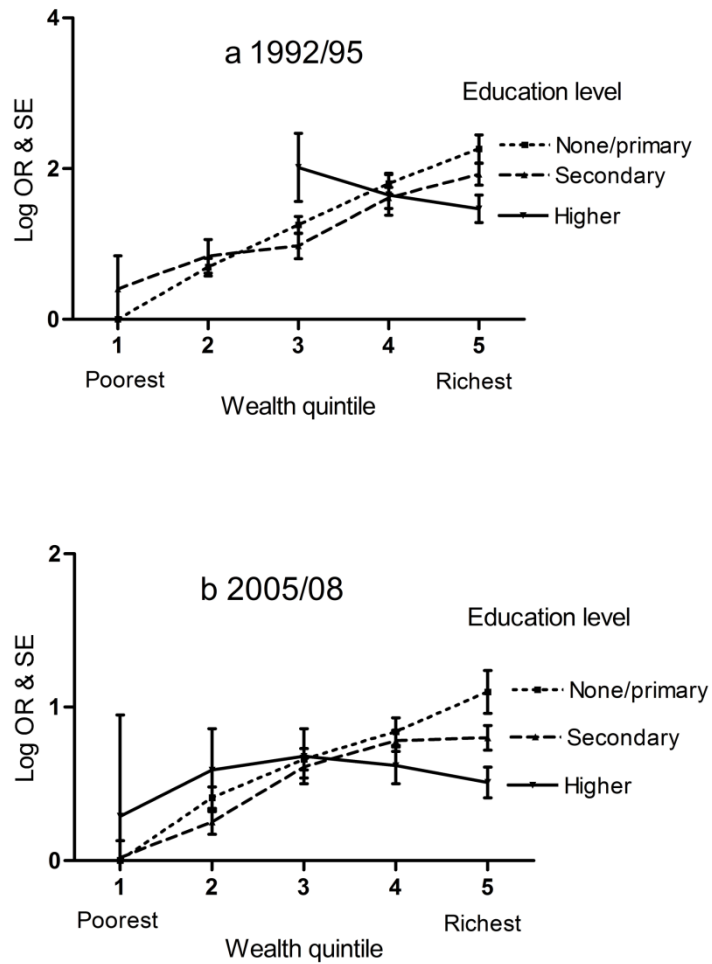 a 1992/95
Log OR & SE
4
2
0
1
2
3
4
5
Poorest
Richest
Wealth quintile
Education level
None/primary
Secondary
Higher
b 2005/08
Log OR & SE
2
1
0
1
2
3
4
5
Poorest
Richest
Wealth quintile
Education level
None/primary
Secondary
Higher